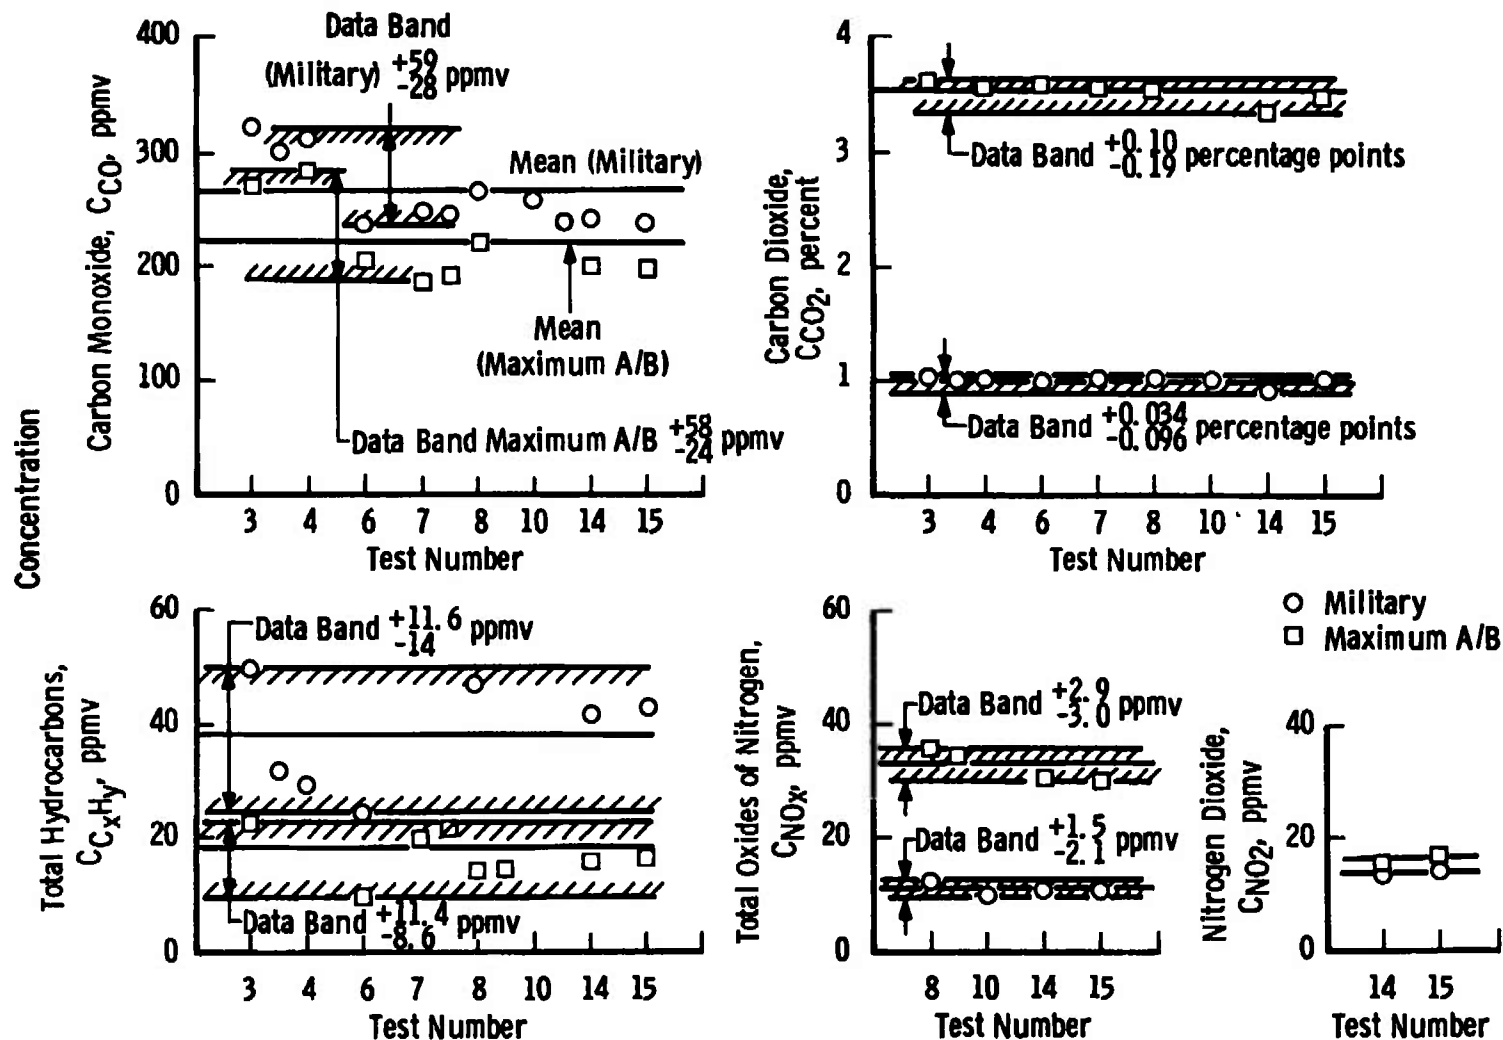 Concentration
Carbon Monoxide, CCO, ppmv
400
300
200
100
0
Data Band
(Military) +59 -28 ppmv
Mean (Military)
Mean
(Maximum A/B)
Data Band Maximum A/B +58 -24 ppmv
3 4 6 7 8 10 14 15
Test Number
Carbon Dioxide,
CCO2, percent
4
3
2
1
0
Data Band +0.10 -0.19 percentage points
Data Band +0.034 -0.096 percentage points
3 4 6 7 8 10 14 15
Test Number
Total Hydrocarbons,
CCxHy, ppmv
60
40
20
0
Data Band +11.6 -14 ppmv
Data Band +11.4 -8.6 ppmv
3 4 6 7 8 10 14 15
Test Number
Total Oxides of Nitrogen,
CNOx, ppmv
60
40
20
0
Data Band +2.9 -3.0 ppmv
Data Band +1.5 -2.1 ppmv
8 10 14 15
Test Number
Military
Maximum A/B
Nitrogen Dioxide,
CNO2, ppmv
40
20
0
14 15
Test Number